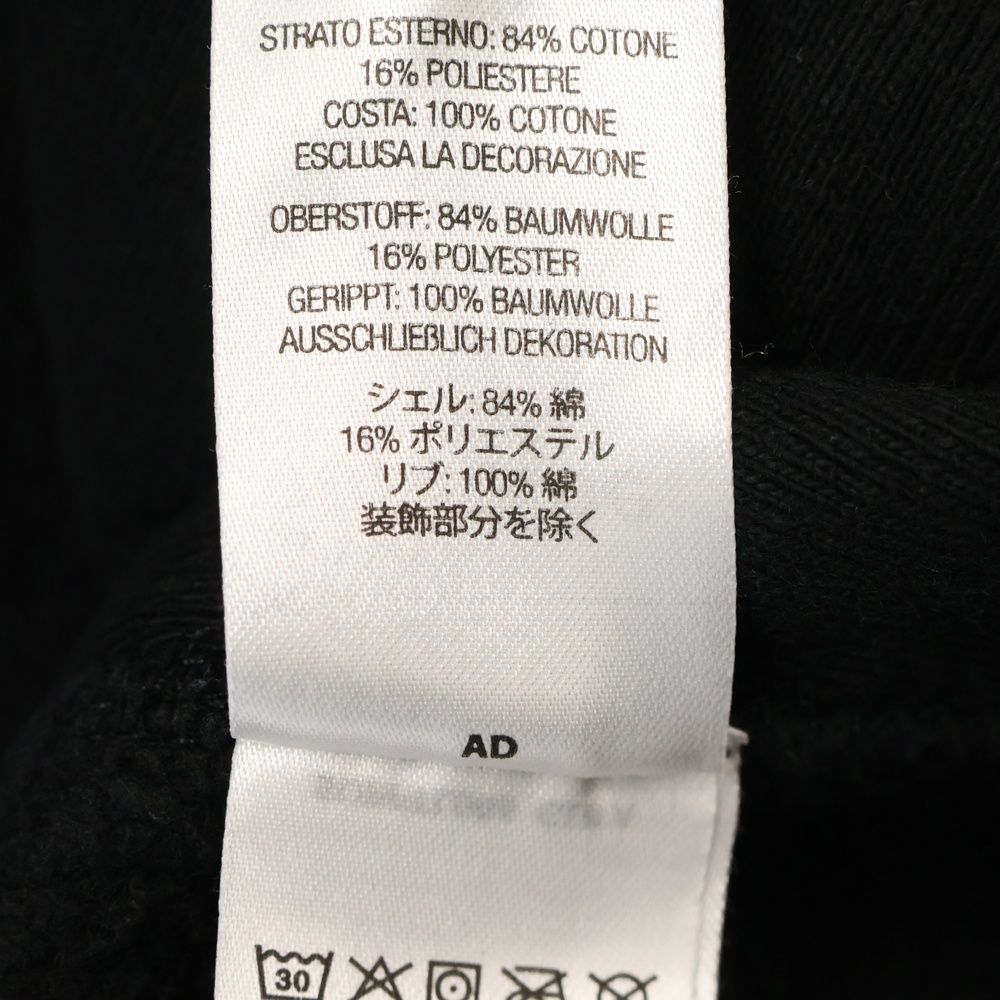 STRATO ESTERNO: 84% COTONE
16% POLIESTERE
COSTA: 100% COTONE
ESCLUSA LA DECORAZIONE
OBERSTOFF: 84% BAUMWOLLE
16% POLYESTER
GERIPPT: 100% BAUMWOLLE
AUSSCHLIEßLICH DEKORATION
シェル: 84% 綿
16% ポリエステル
リブ: 100% 綿
装飾部分を除く
AD
30